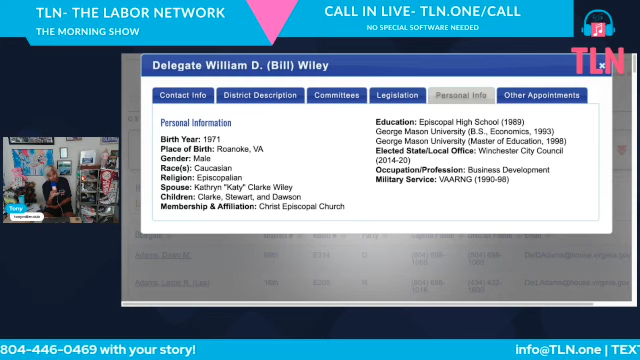 TLN- THE LABOR NETWORK
THE MORNING SHOW
CALL IN LIVE- TLN.ONE/CALL
NO SPECIAL SOFTWARE NEEDED
TLN
Delegate William D. (Bill) Wiley
x
Contact Info
District Description
Committees
Legislation
Personal Info
Other Appointments
Personal Information
Birth Year: 1971
Place of Birth: Roanoke, VA
Gender: Male
Race(s): Caucasian
Religion: Episcopalian
Spouse: Kathryn "Katy" Clarke Wiley
Children: Clarke, Stewart, and Dawson
Membership & Affiliation: Christ Episcopal Church
Education: Episcopal High School (1989)
George Mason University (B.S., Economics, 1993)
George Mason University (Master of Education, 1998)
Elected State/Local Office: Winchester City Council
(2014-20)
Occupation/Profession: Business Development
Military Service: VAARNG (1990-98)
Tony
804-446-0469 with your story!
info@TLN.one | TEX